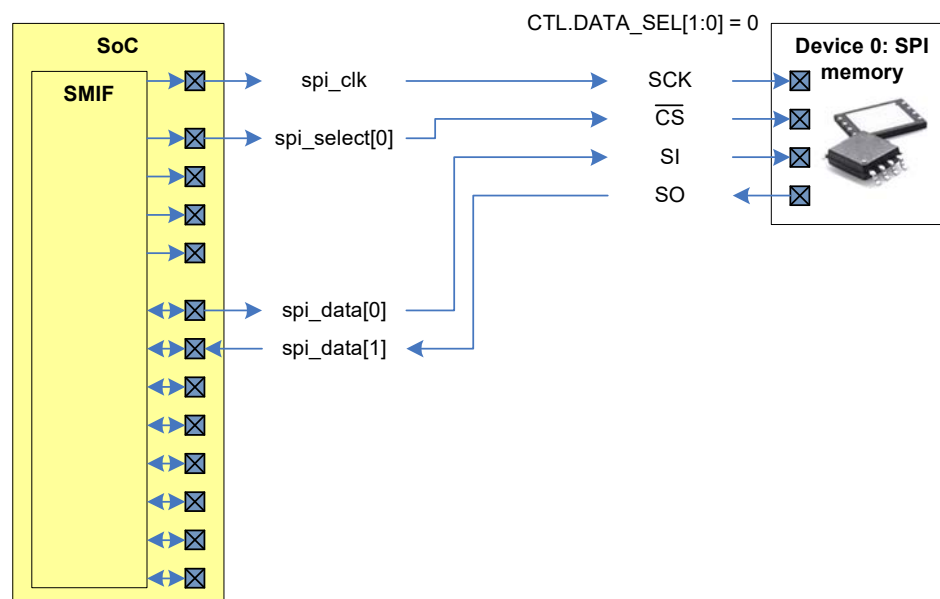 CTL.DATA_SEL[1:0] = 0
SoC
SMIF
Device 0: SPI
memory
spi_clk
SCK
spi_select[0]
CS
SI
SO
spi_data[0]
spi_data[1]